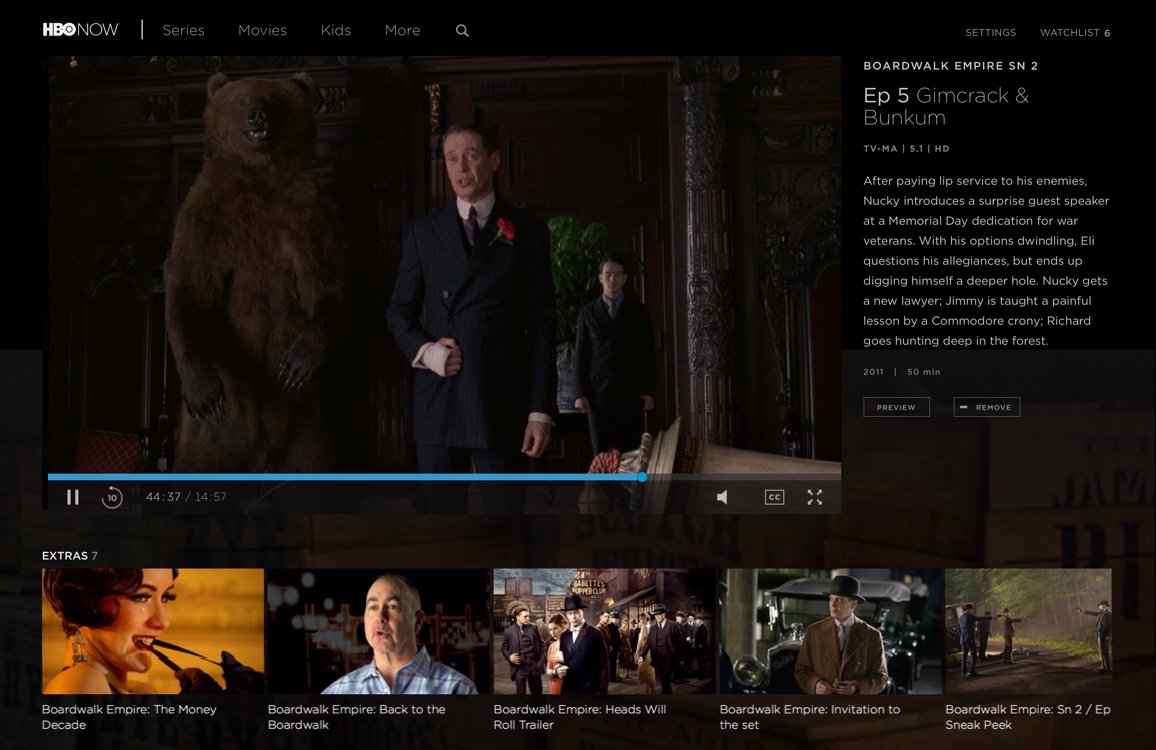 HBO NOW
Series
Movies
Kids
More
SETTINGS
WATCHLIST 6
BOARDWALK EMPIRE SN 2
Ep 5 Gimcrack &
Bunkum
TV-MA | 5.1 | HD
After paying lip service to his enemies,
Nucky introduces a surprise guest speaker
at a Memorial Day dedication for war
veterans. With his options dwindling, Eli
questions his allegiances, but ends up
digging himself a deeper hole. Nucky gets
a new lawyer; Jimmy is taught a painful
lesson by a Commodore crony; Richard
goes hunting deep in the forest.
2011 | 50 min
PREVIEW
REMOVE
10
44:37 / 14:57
CC
EXTRAS 7
BABETTE'S
SUPPER CLUB
Boardwalk Empire: The Money
Decade
Boardwalk Empire: Back to the
Boardwalk
Boardwalk Empire: Heads Will
Roll Trailer
Boardwalk Empire: Invitation to
the set
Boardwalk Empire: Sn 2 / Ep
Sneak Peek